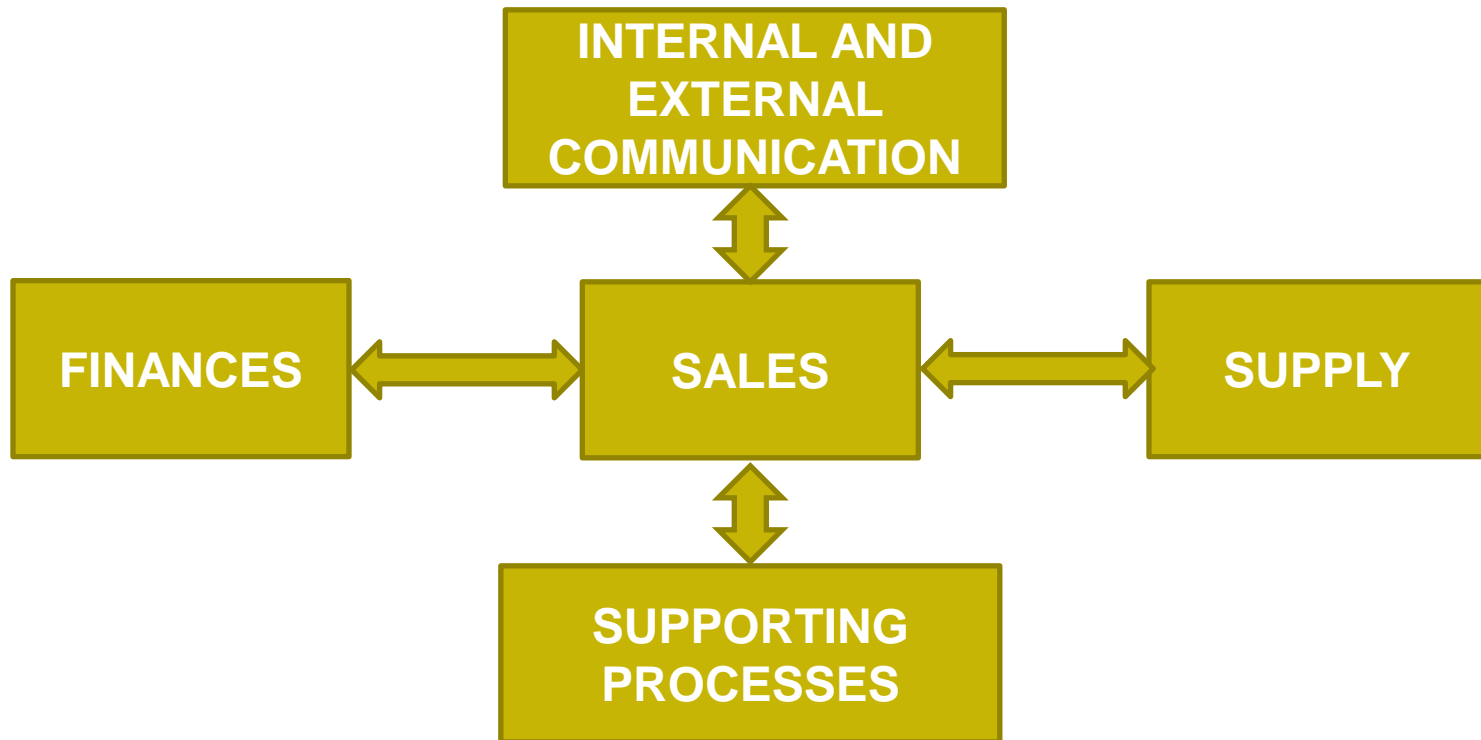 INTERNAL AND
EXTERNAL
COMMUNICATION
FINANCES
SALES
SUPPLY
SUPPORTING
PROCESSES